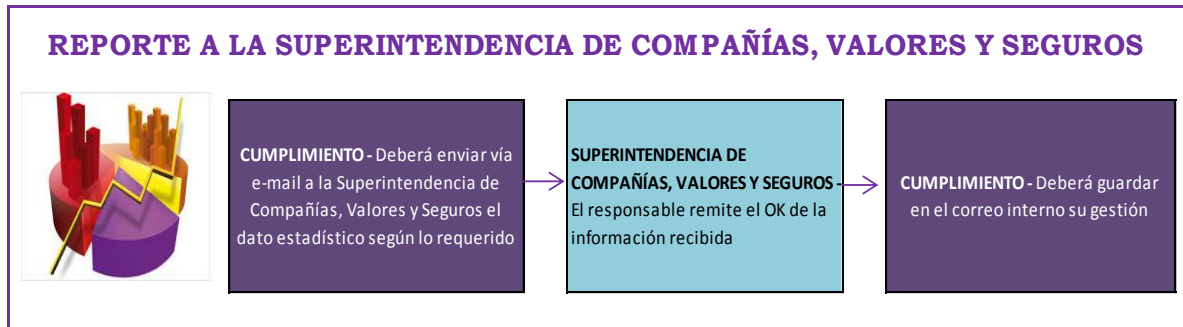 REPORTE A LA SUPERINTENDENCIA DE COMPAÑÍAS, VALORES Y SEGUROS
CUMPLIMIENTO - Deberá enviar vía
e-mail a la Superintendencia de
Compañías, Valores y Seguros el
dato estadístico según lo requerido
SUPERINTENDENCIA DE
COMPAÑÍAS, VALORES Y SEGUROS -
El responsable remite el OK de la
información recibida
CUMPLIMIENTO - Deberá guardar
en el correo interno su gestión